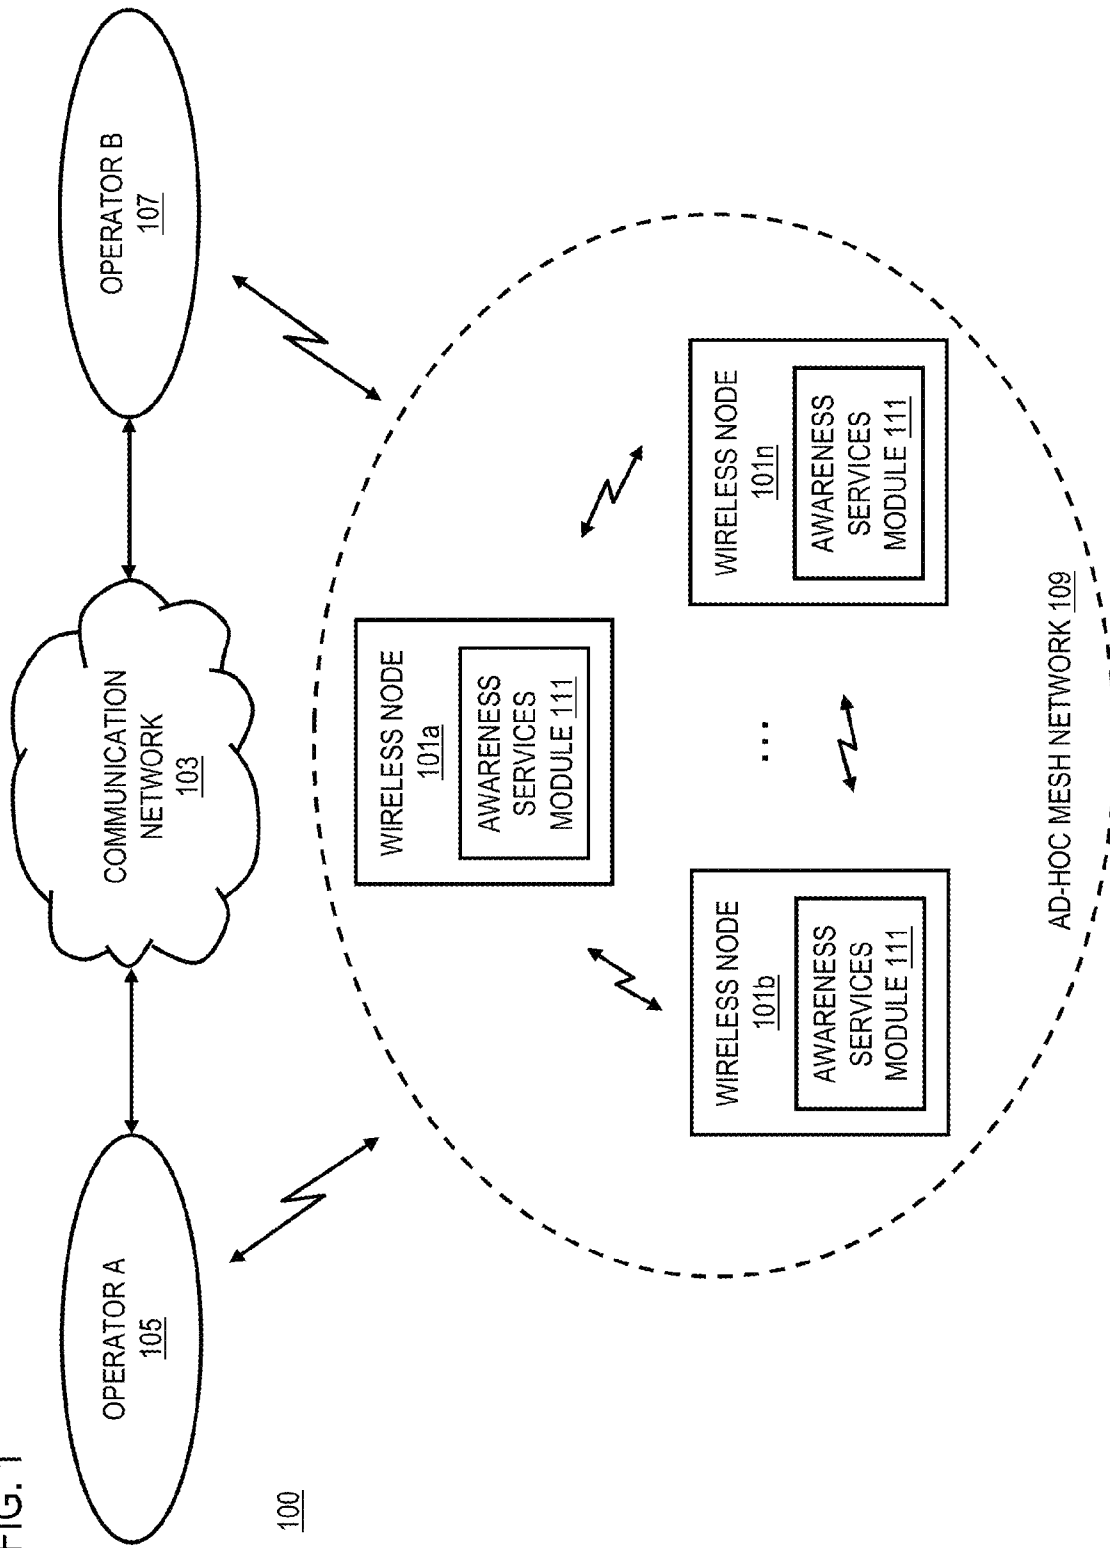 FIG. 1
100
OPERATOR A
105
COMMUNICATION
NETWORK
103
OPERATOR B
107
WIRELESS NODE
101a
AWARENESS
SERVICES
MODULE 111
WIRELESS NODE
101b
AWARENESS
SERVICES
MODULE 111
...
WIRELESS NODE
101n
AWARENESS
SERVICES
MODULE 111
AD-HOC MESH NETWORK 109